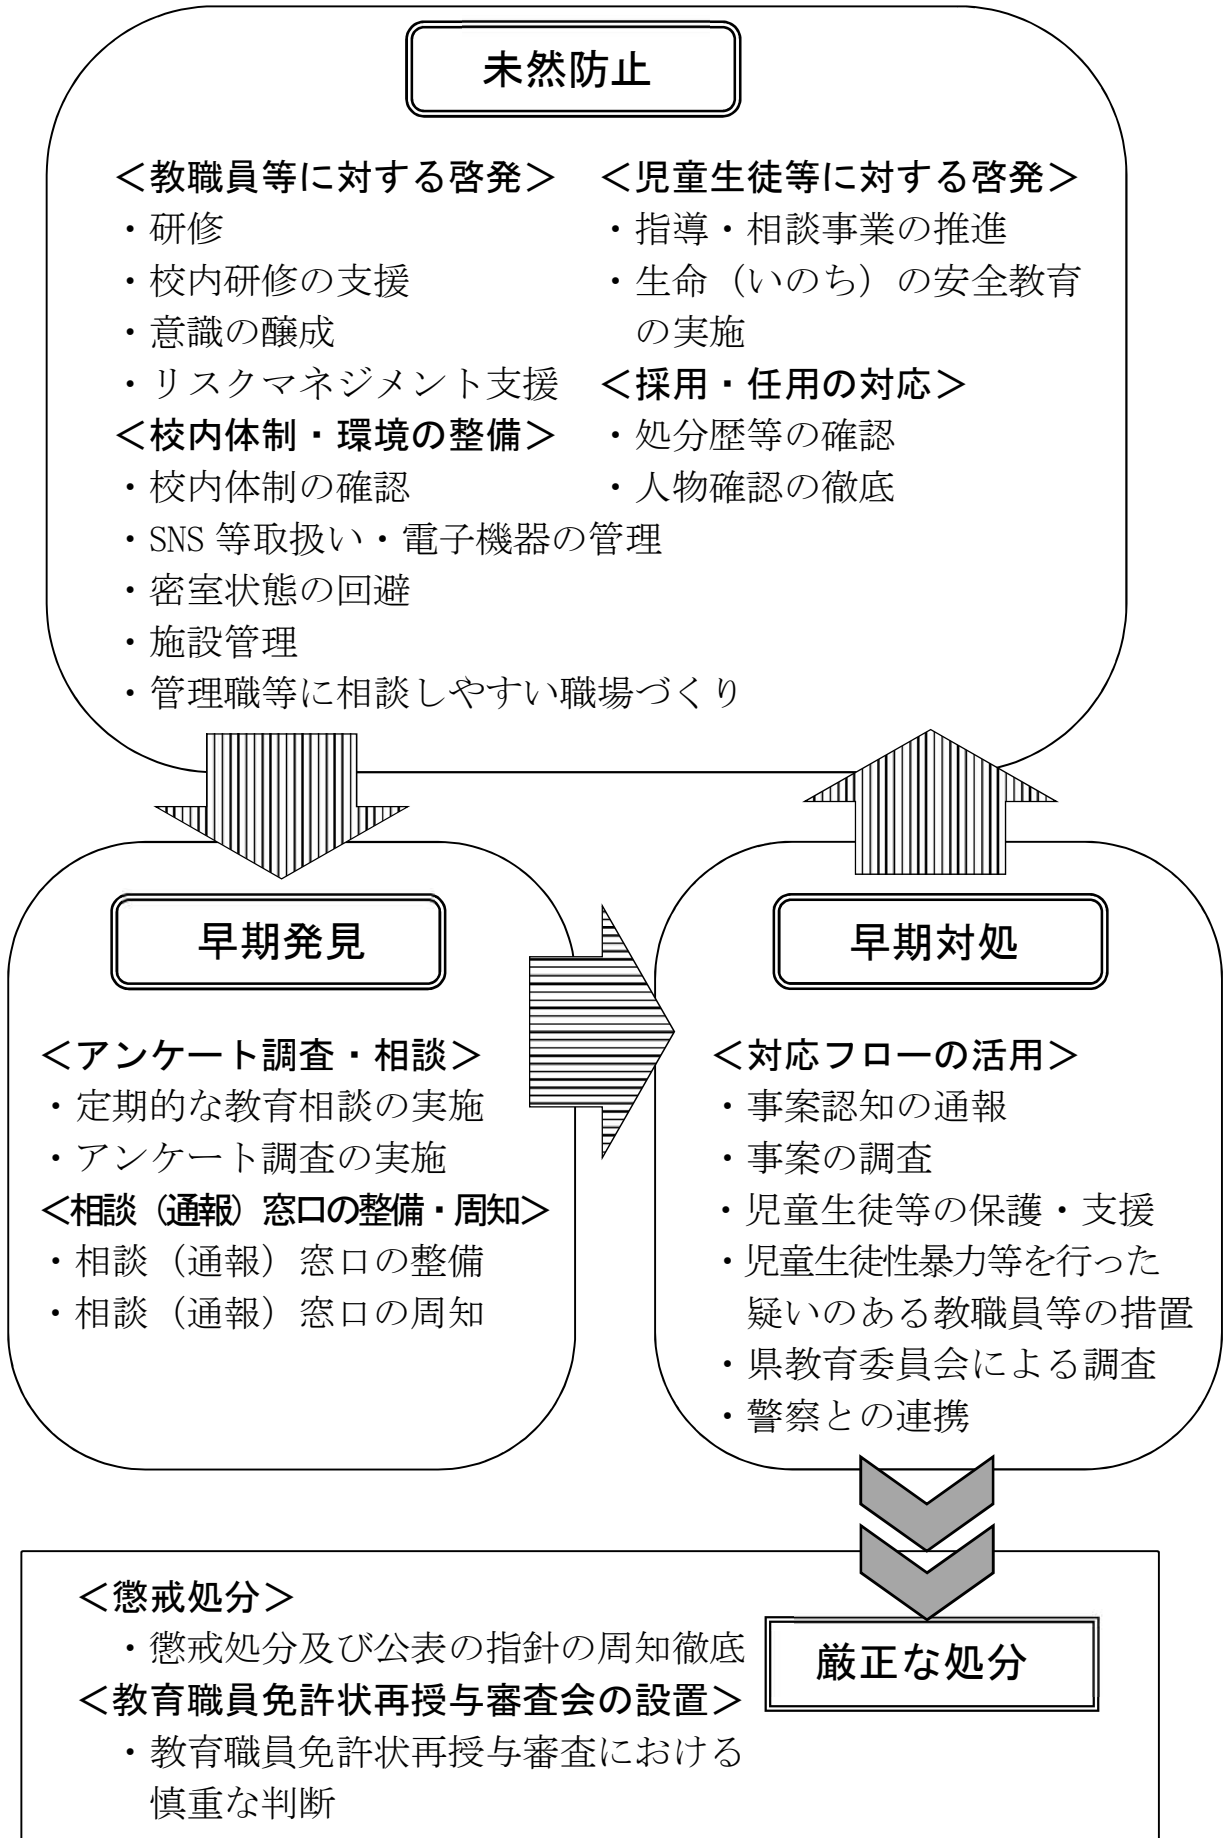 未然防止
＜教職員等に対する啓発＞
・研修
・校内研修の支援
・意識の醸成
・リスクマネジメント支援
＜校内体制・環境の整備＞
・校内体制の確認
・SNS 等取扱い・電子機器の管理
・密室状態の回避
・施設管理
・管理職等に相談しやすい職場づくり
＜児童生徒等に対する啓発＞
・指導・相談事業の推進
・生命（いのち）の安全教育
の実施
＜採用・任用の対応＞
・処分歴等の確認
・人物確認の徹底
早期発見
＜アンケート調査・相談＞
・定期的な教育相談の実施
・アンケート調査の実施
＜相談（通報）窓口の整備・周知＞
・相談（通報）窓口の整備
・相談（通報）窓口の周知
早期対処
＜対応フローの活用＞
・事案認知の通報
・事案の調査
・児童生徒等の保護・支援
・児童生徒性暴力等を行った
疑いのある教職員等の措置
・県教育委員会による調査
・警察との連携
厳正な処分
＜懲戒処分＞
・懲戒処分及び公表の指針の周知徹底
＜教育職員免許状再授与審査会の設置＞
・教育職員免許状再授与審査における
慎重な判断